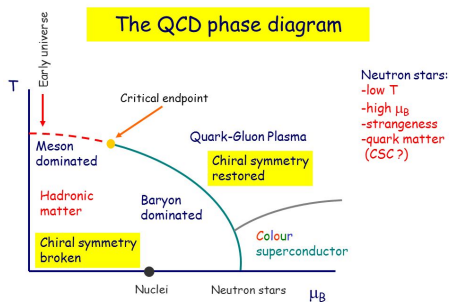 The QCD phase diagram
Early universe
T
Critical endpoint
Neutron stars:
-low T
-high μB
-strangeness
-quark matter
(CSC ?)
Quark-Gluon Plasma
Chiral symmetry
restored
Meson
dominated
Hadronic
matter
Baryon
dominated
Chiral symmetry
broken
Colour
superconductor
Nuclei
Neutron stars
μB